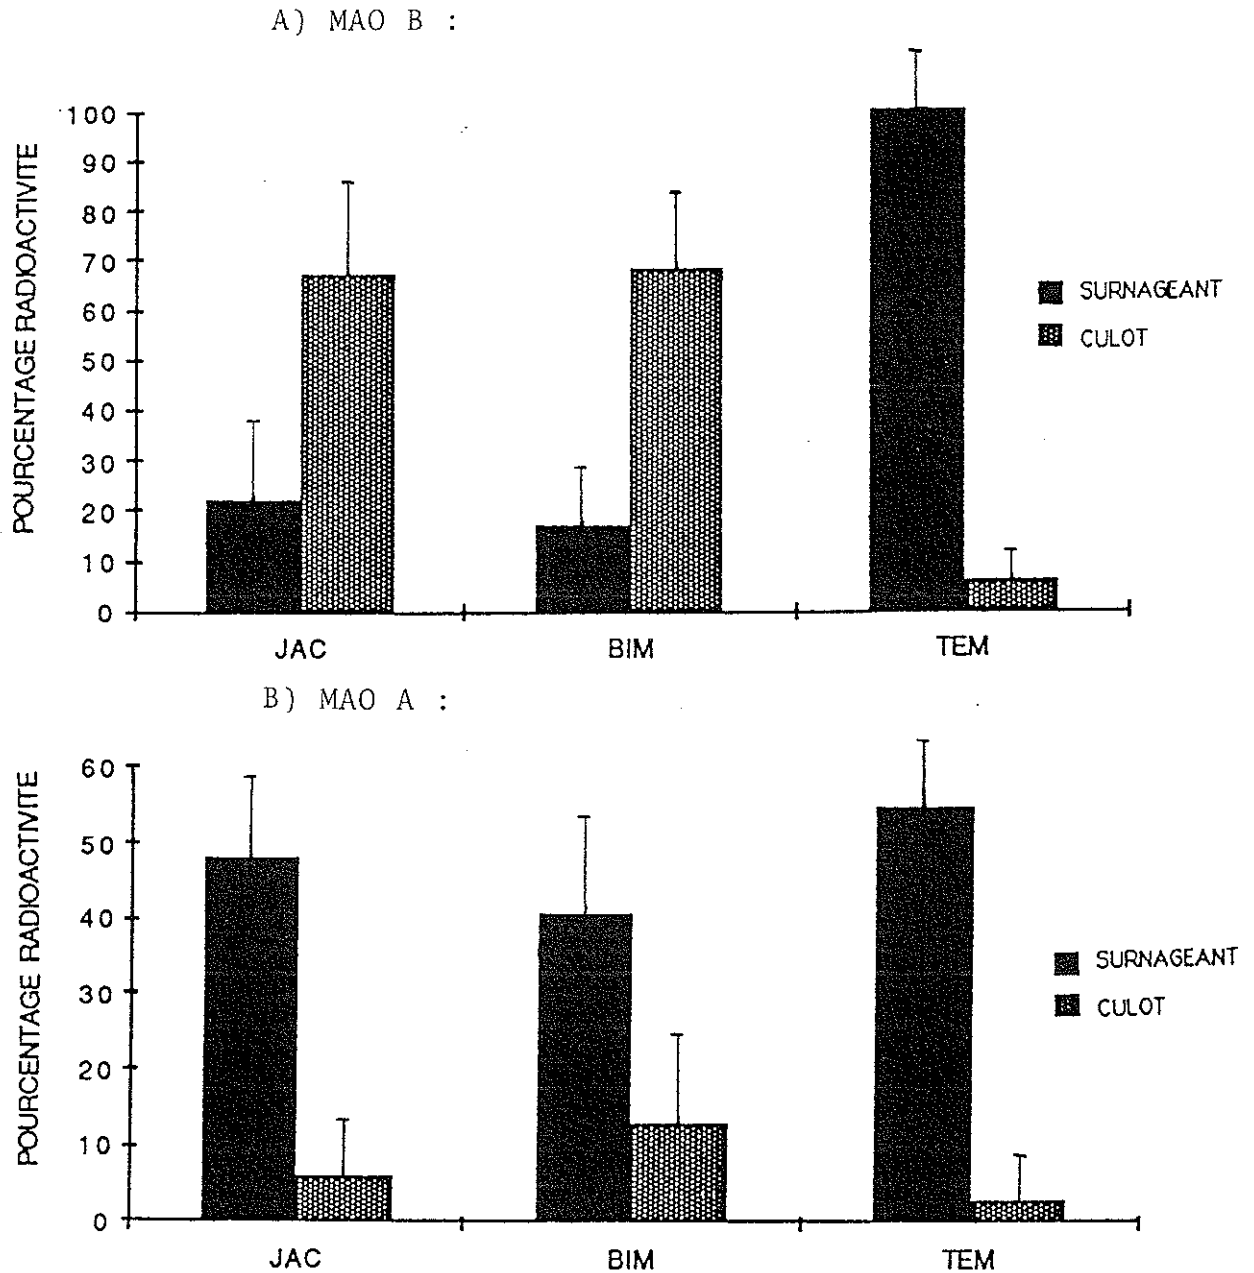 A) MAO B :
POURCENTAGE RADIOACTIVITE
100
90
80
70
60
50
40
30
20
10
0
JAC
BIM
TEM
SURNAGEANT
CULOT
B) MAO A :
POURCENTAGE RADIOACTIVITE
60
50
40
30
20
10
0
JAC
BIM
TEM
SURNAGEANT
CULOT